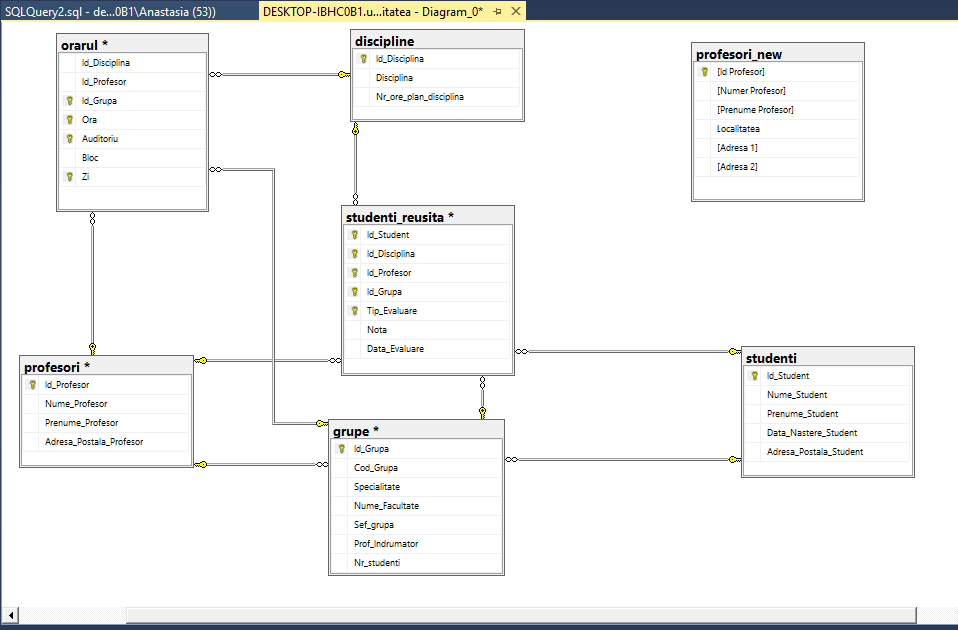 SQLQuery2.sql - de...0B1\Anastasia (53))
DESKTOP-IBHC0B1.u...itatea - Diagram_0*
orarul *
Id_Disciplina
Id_Profesor
Id_Grupa
Ora
Auditoriu
Bloc
Zi
discipline
Id_Disciplina
Disciplina
Nr_ore_plan_disciplina
profesori_new
[Id Profesor]
[Numer Profesor]
[Prenume Profesor]
Localitatea
[Adresa 1]
[Adresa 2]
studenti_reusita *
Id_Student
Id_Disciplina
Id_Profesor
Id_Grupa
Tip_Evaluare
Nota
Data_Evaluare
profesori *
Id_Profesor
Nume_Profesor
Prenume_Profesor
Adresa_Postala_Profesor
studenti
Id_Student
Nume_Student
Prenume_Student
Data_Nastere_Student
Adresa_Postala_Student
grupe *
Id_Grupa
Cod_Grupa
Specialitate
Nume_Facultate
Sef_grupa
Prof_Indrumator
Nr_studenti